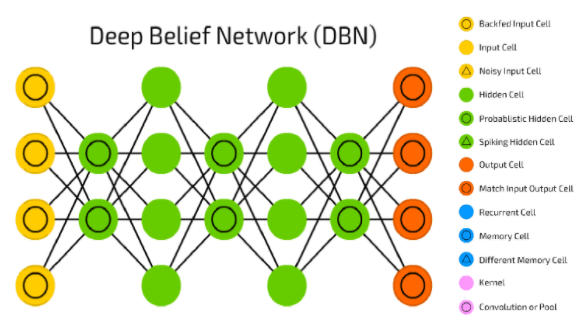 Deep Belief Network (DBN)
Backfed Input Cell
Input Cell
Noisy Input Cell
Hidden Cell
Probablistic Hidden Cell
Spiking Hidden Cell
Output Cell
Match Input Output Cell
Recurrent Cell
Memory Cell
Different Memory Cell
Kernel
Convolution or Pool